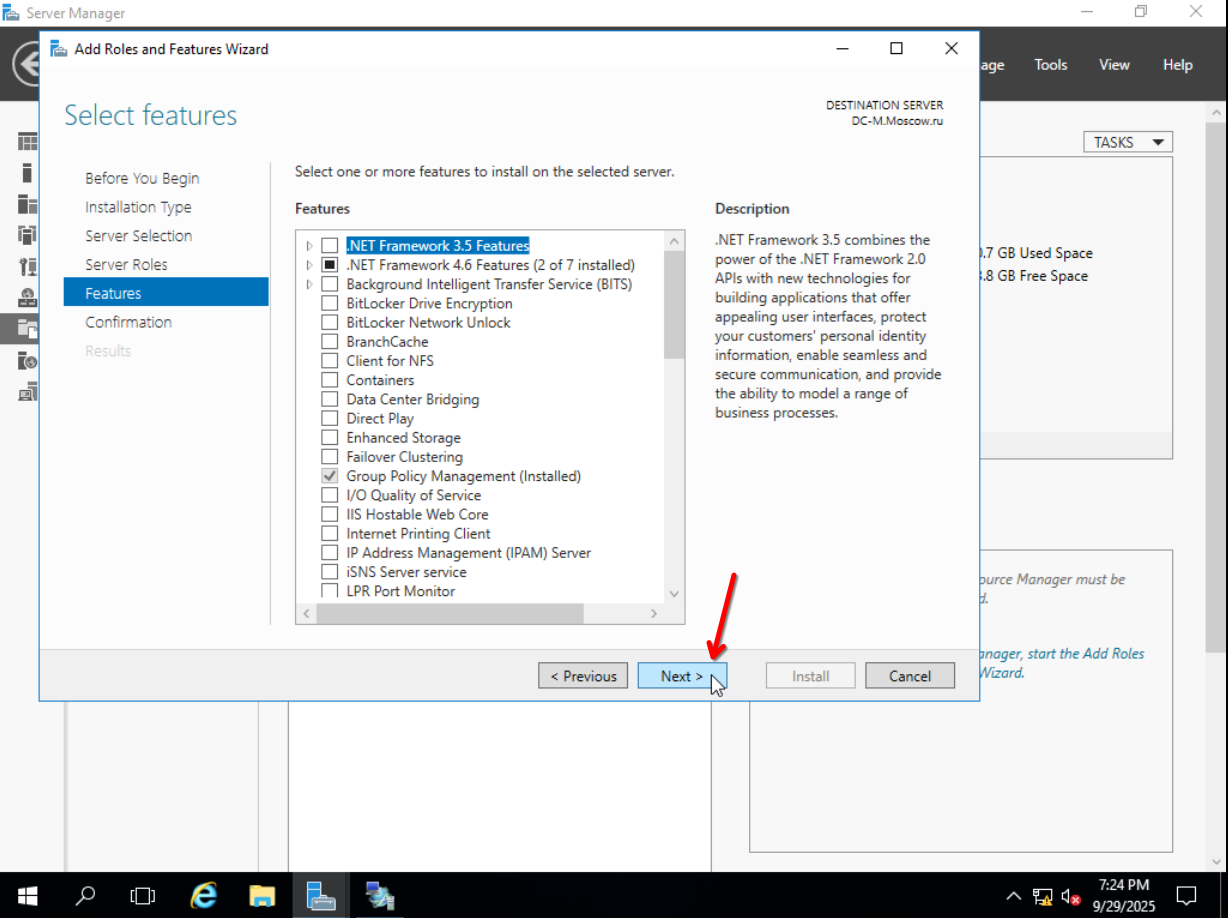 Server Manager
Add Roles and Features Wizard
age
Tools
View
Help
Select features
DESTINATION SERVER
DC-M.Moscow.ru
TASKS
Before You Begin
Installation Type
Server Selection
Server Roles
Features
Confirmation
Results
Select one or more features to install on the selected server.
Features
.NET Framework 3.5 Features
.NET Framework 4.6 Features (2 of 7 installed)
Background Intelligent Transfer Service (BITS)
BitLocker Drive Encryption
BitLocker Network Unlock
BranchCache
Client for NFS
Containers
Data Center Bridging
Direct Play
Enhanced Storage
Failover Clustering
Group Policy Management (Installed)
I/O Quality of Service
IIS Hostable Web Core
Internet Printing Client
IP Address Management (IPAM) Server
iSNS Server service
LPR Port Monitor
Description
.NET Framework 3.5 combines the
power of the .NET Framework 2.0
APIs with new technologies for
building applications that offer
appealing user interfaces, protect
your customers' personal identity
information, enable seamless and
secure communication, and provide
the ability to model a range of
business processes.
.7 GB Used Space
.8 GB Free Space
ource Manager must be
d.
anager, start the Add Roles
Wizard.
< Previous
Next >
Install
Cancel
7:24 PM
9/29/2025